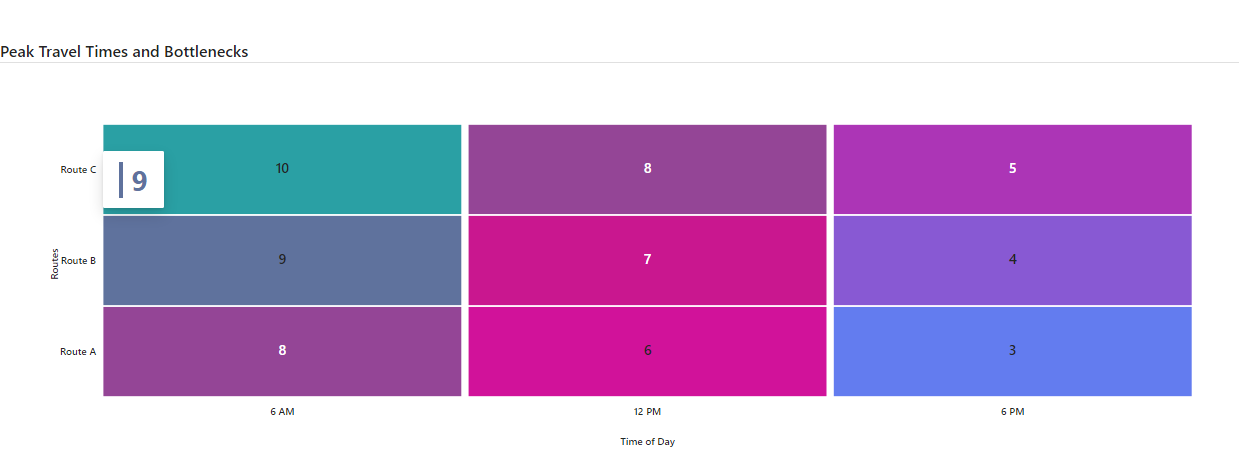 Peak Travel Times and Bottlenecks
Route C
10
8
5
9
Routes
Route B
9
7
4
Route A
8
6
3
6 AM
12 PM
6 PM
Time of Day